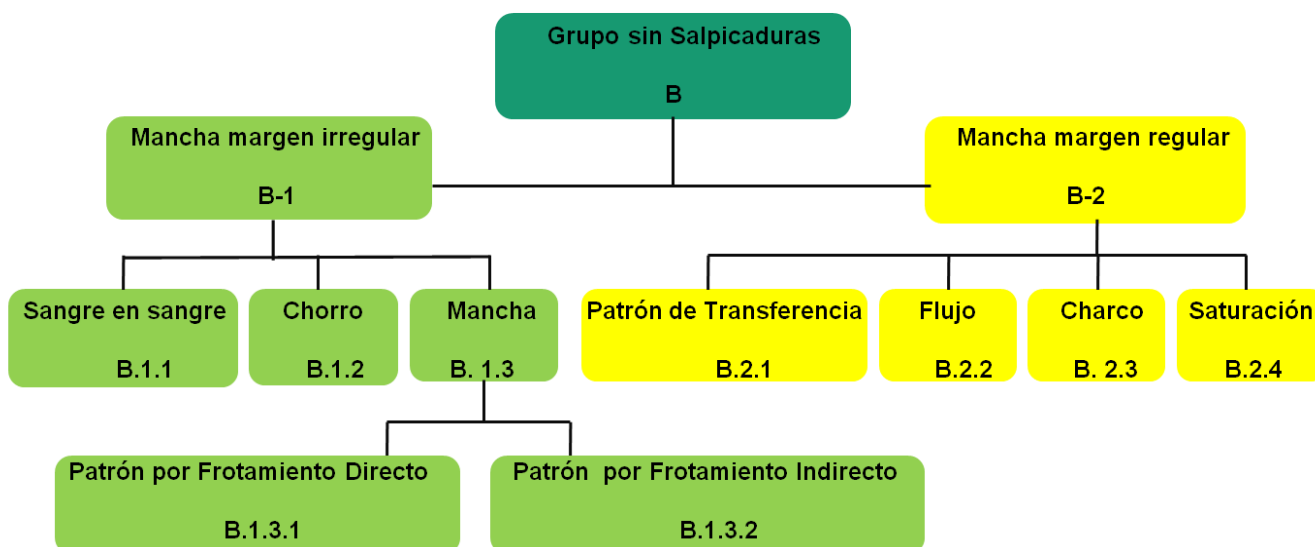 Grupo sin Salpicaduras
B
Mancha margen irregular
B-1
Mancha margen regular
B-2
Sangre en sangre
B.1.1
Chorro
B.1.2
Mancha
B. 1.3
Patrón de Transferencia
B.2.1
Flujo
B.2.2
Charco
B. 2.3
Saturación
B.2.4
Patrón por Frotamiento Directo
B.1.3.1
Patrón por Frotamiento Indirecto
B.1.3.2